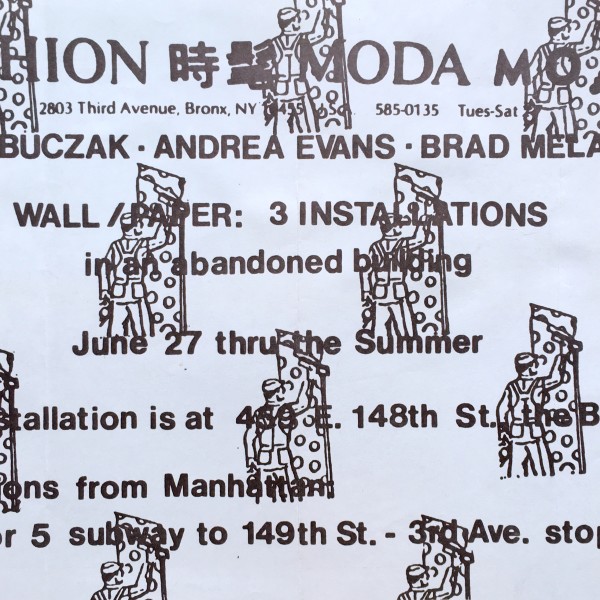 HION 時髦 MODA МО
2803 Third Avenue, Bronx, NY 10455 585-0135 Tues-Sat
BUCZAK · ANDREA EVANS · BRAD MELA
WALL / PAPER: 3 INSTALLATIONS
in an abandoned building
June 27 thru the Summer
stallation is at E. 148th St., the B
ons from Manhattan:
or 5 subway to 149th St. - 3rd Ave. stop